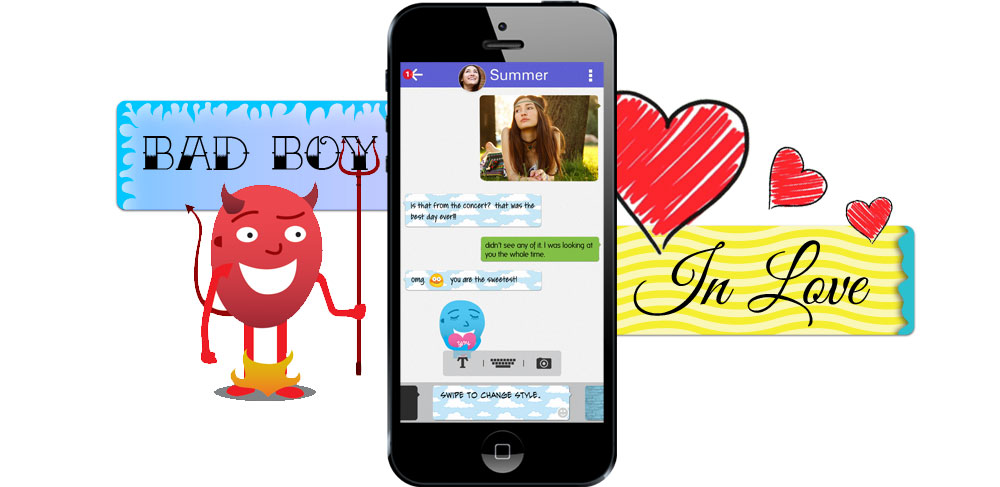 BAD BOY
1
Summer
is that from the concert? that was the
best day ever!!
didn't see any of it. I was looking at
you the whole time.
omg. you are the sweetest!
you
T
SWIPE TO CHANGE STYLE..
In Love